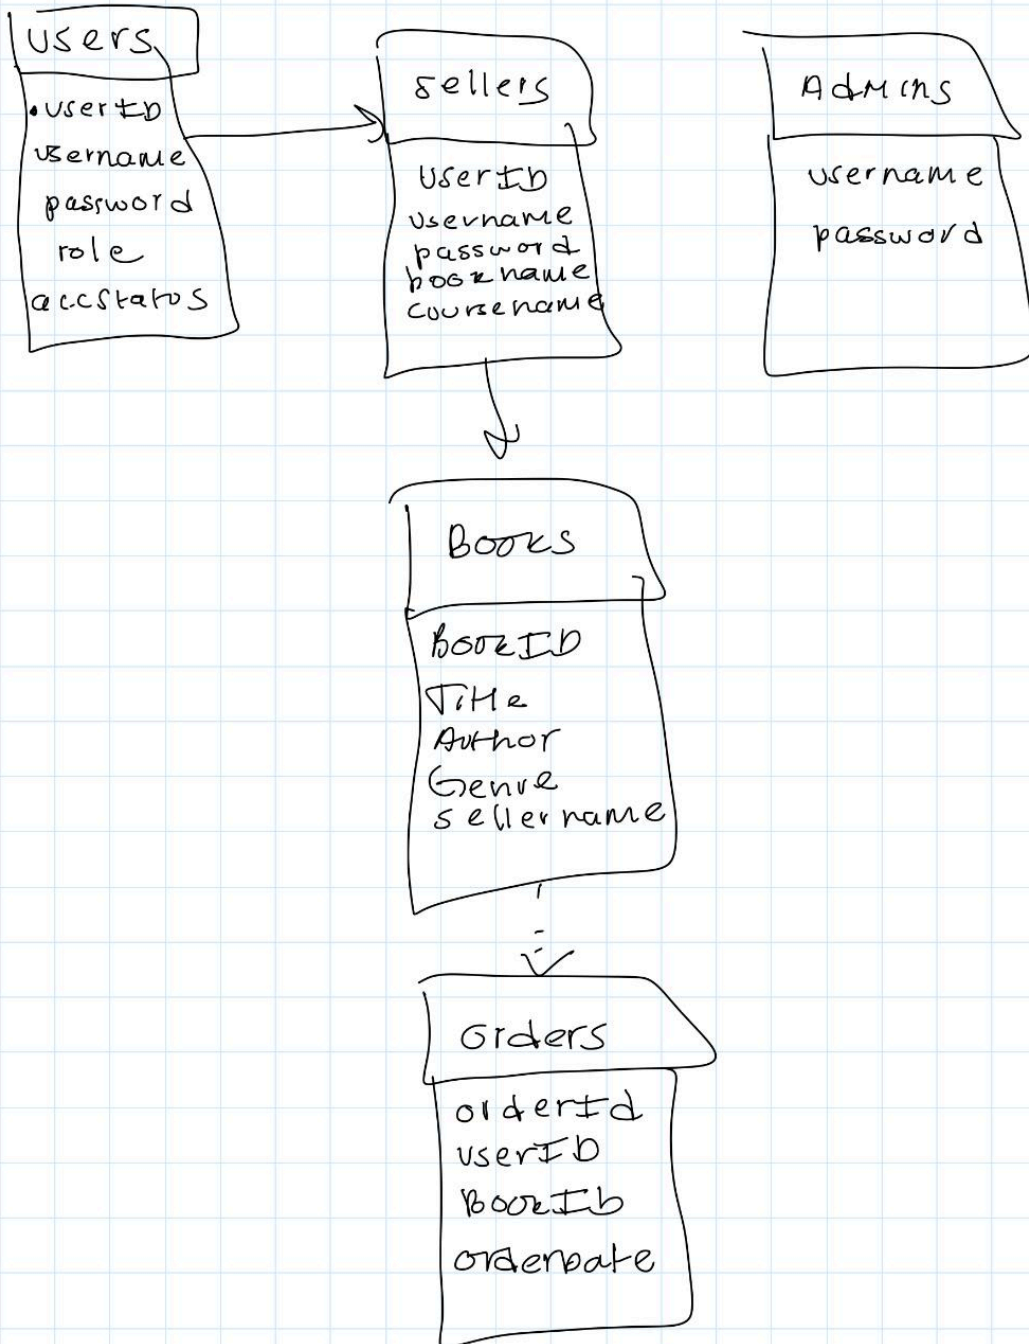 users
userID
username
password
role
accstatus
sellers
UserID
username
password
bookname
coursename
Admins
username
password
Books
BookID
Title
Author
Genre
sellername
orders
orderId
userID
BookID
orderDate